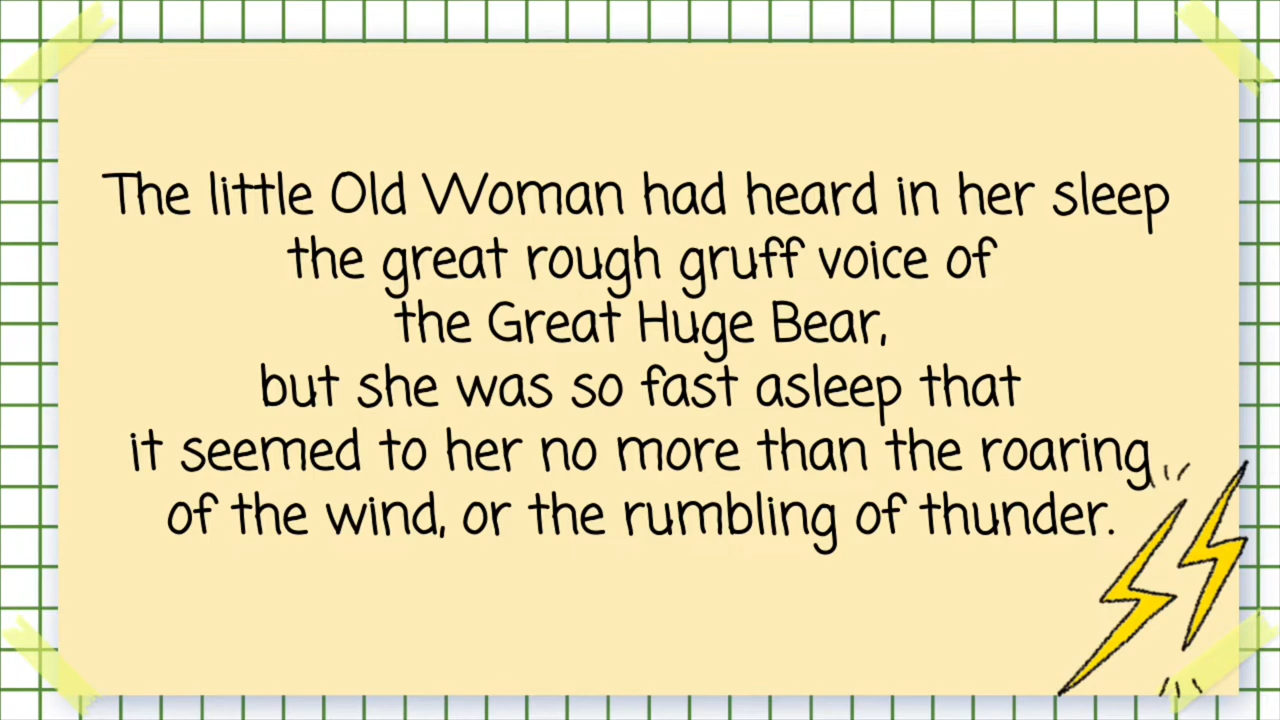 The little Old Woman had heard in her sleep
the great rough gruff voice of
the Great Huge Bear,
but she was so fast asleep that
it seemed to her no more than the roaring
of the wind, or the rumbling of thunder.